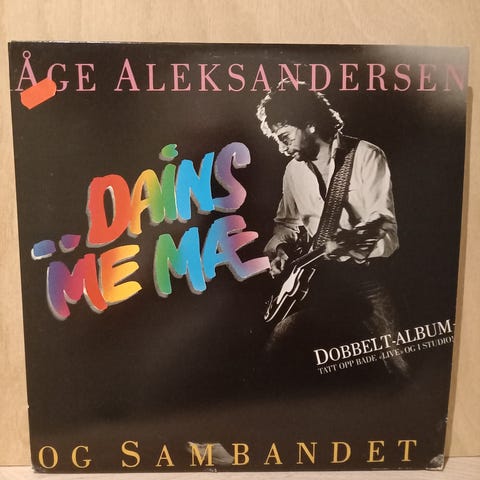 ÅGE ALEKSANDERSEN
..DAINS
ME MÆ
DOBBELT-ALBUM
TATT OPP BÅDE «LIVE» OG I STUDIO
OG SAMBANDET